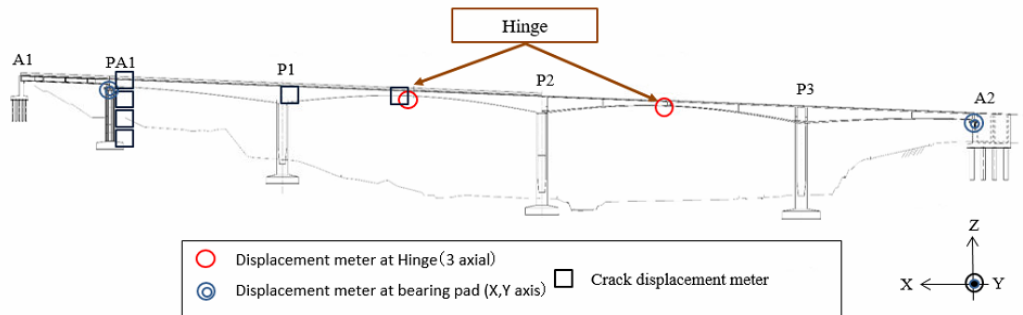 Hinge
A1
PA1
P1
P2
P3
A2
Displacement meter at Hinge(3 axial)
Displacement meter at bearing pad (X,Y axis)
Crack displacement meter
Z
X
Y